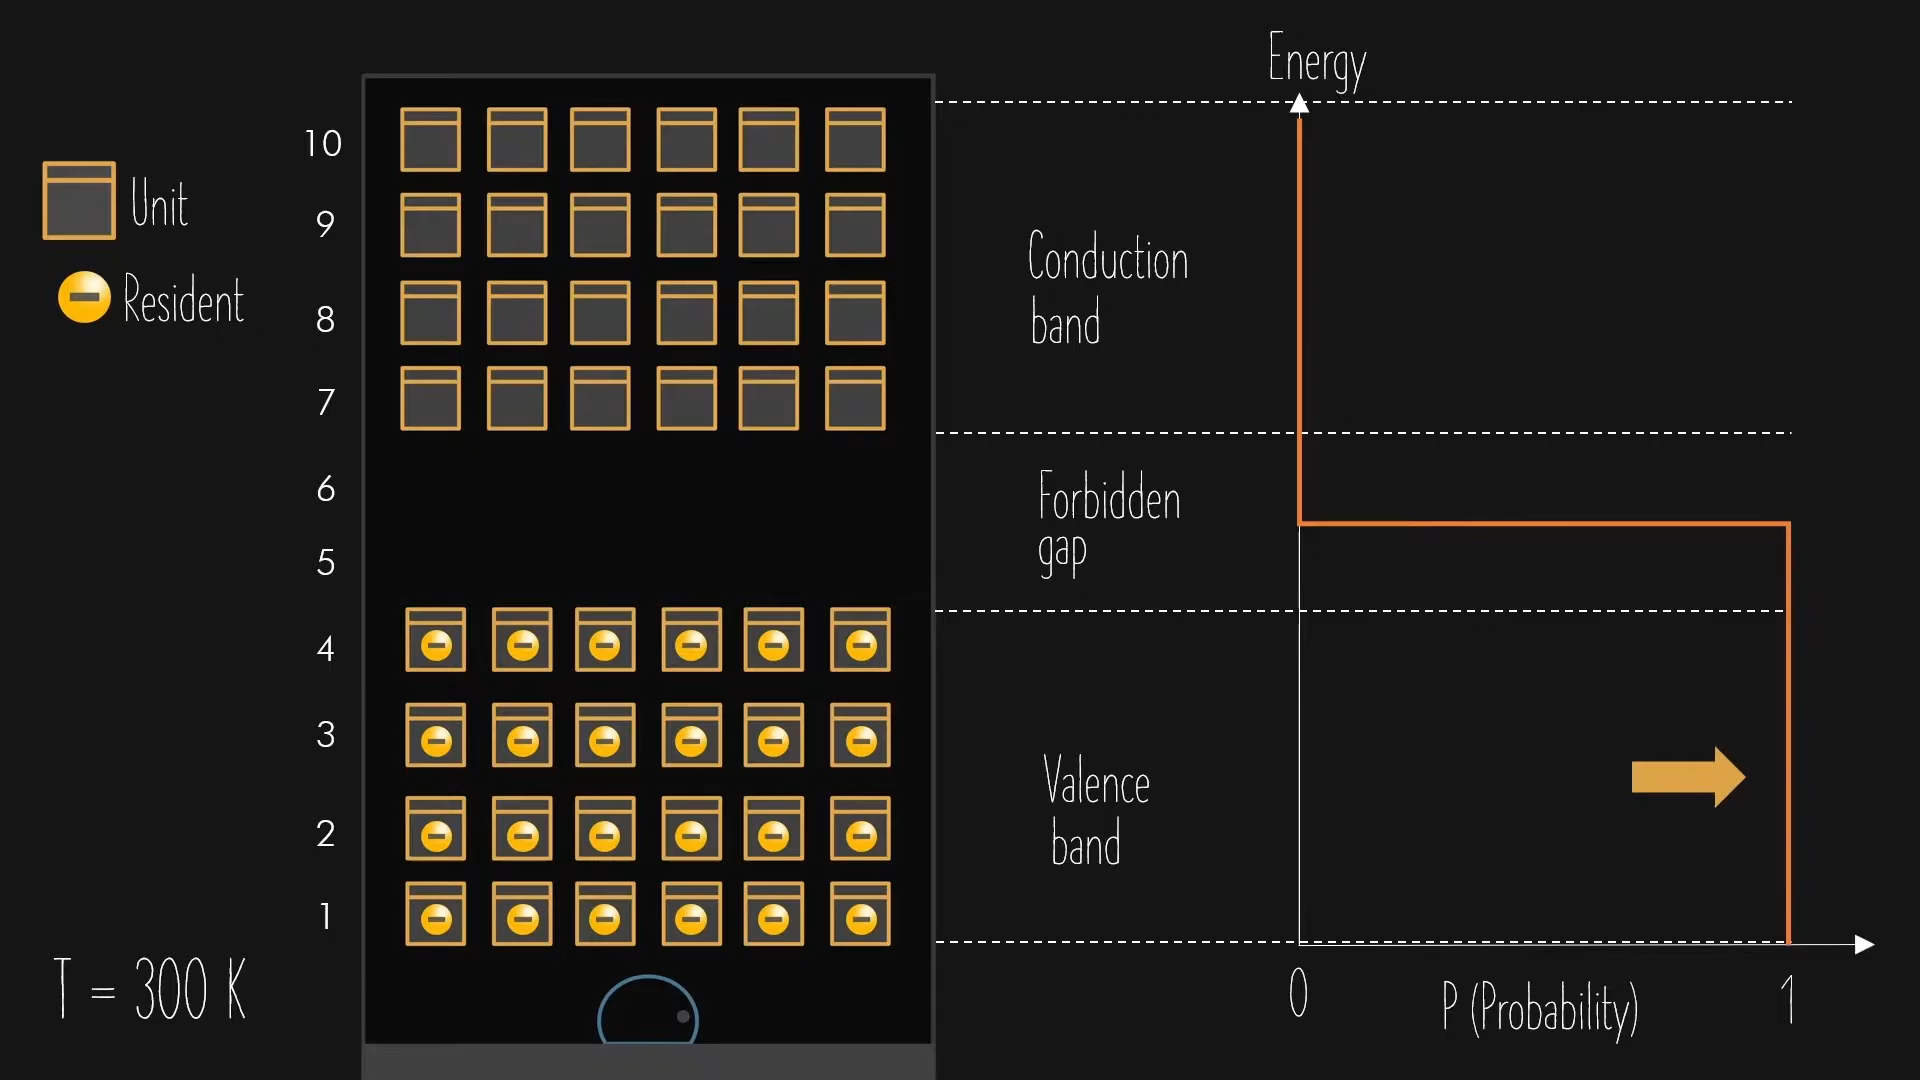 Energy
10
9
8
7
6
5
4
3
2
1
Unit
Resident
T = 300 K
Conduction
band
Forbidden
gap
Valence
band
0
P (Probability)
1